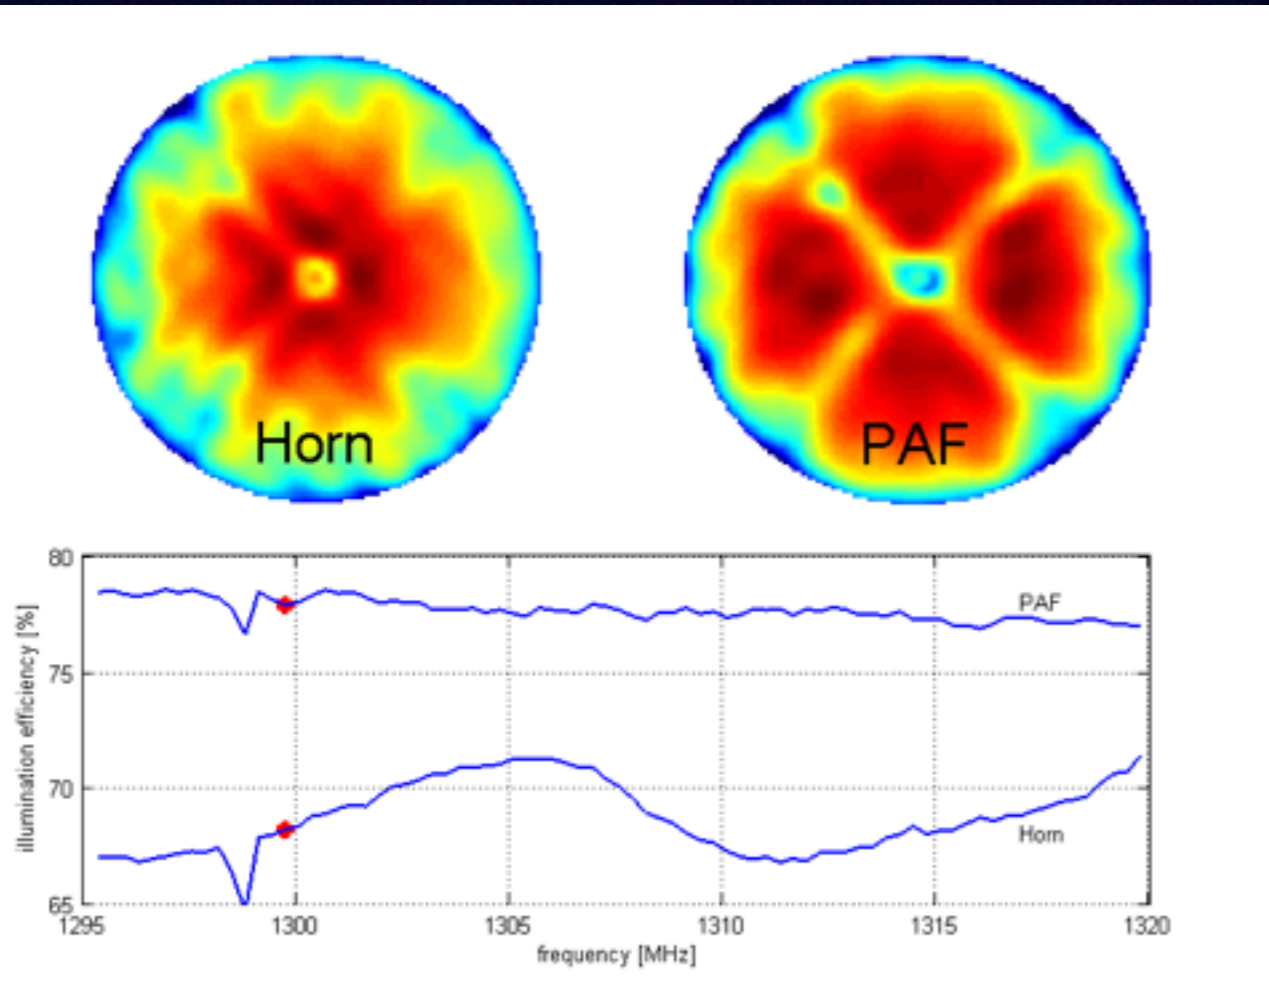 Horn
PAF
80
75
70
65
illumination efficiency [%]
PAF
Horn
1295
1300
1305
1310
1315
1320
frequency [MHz]